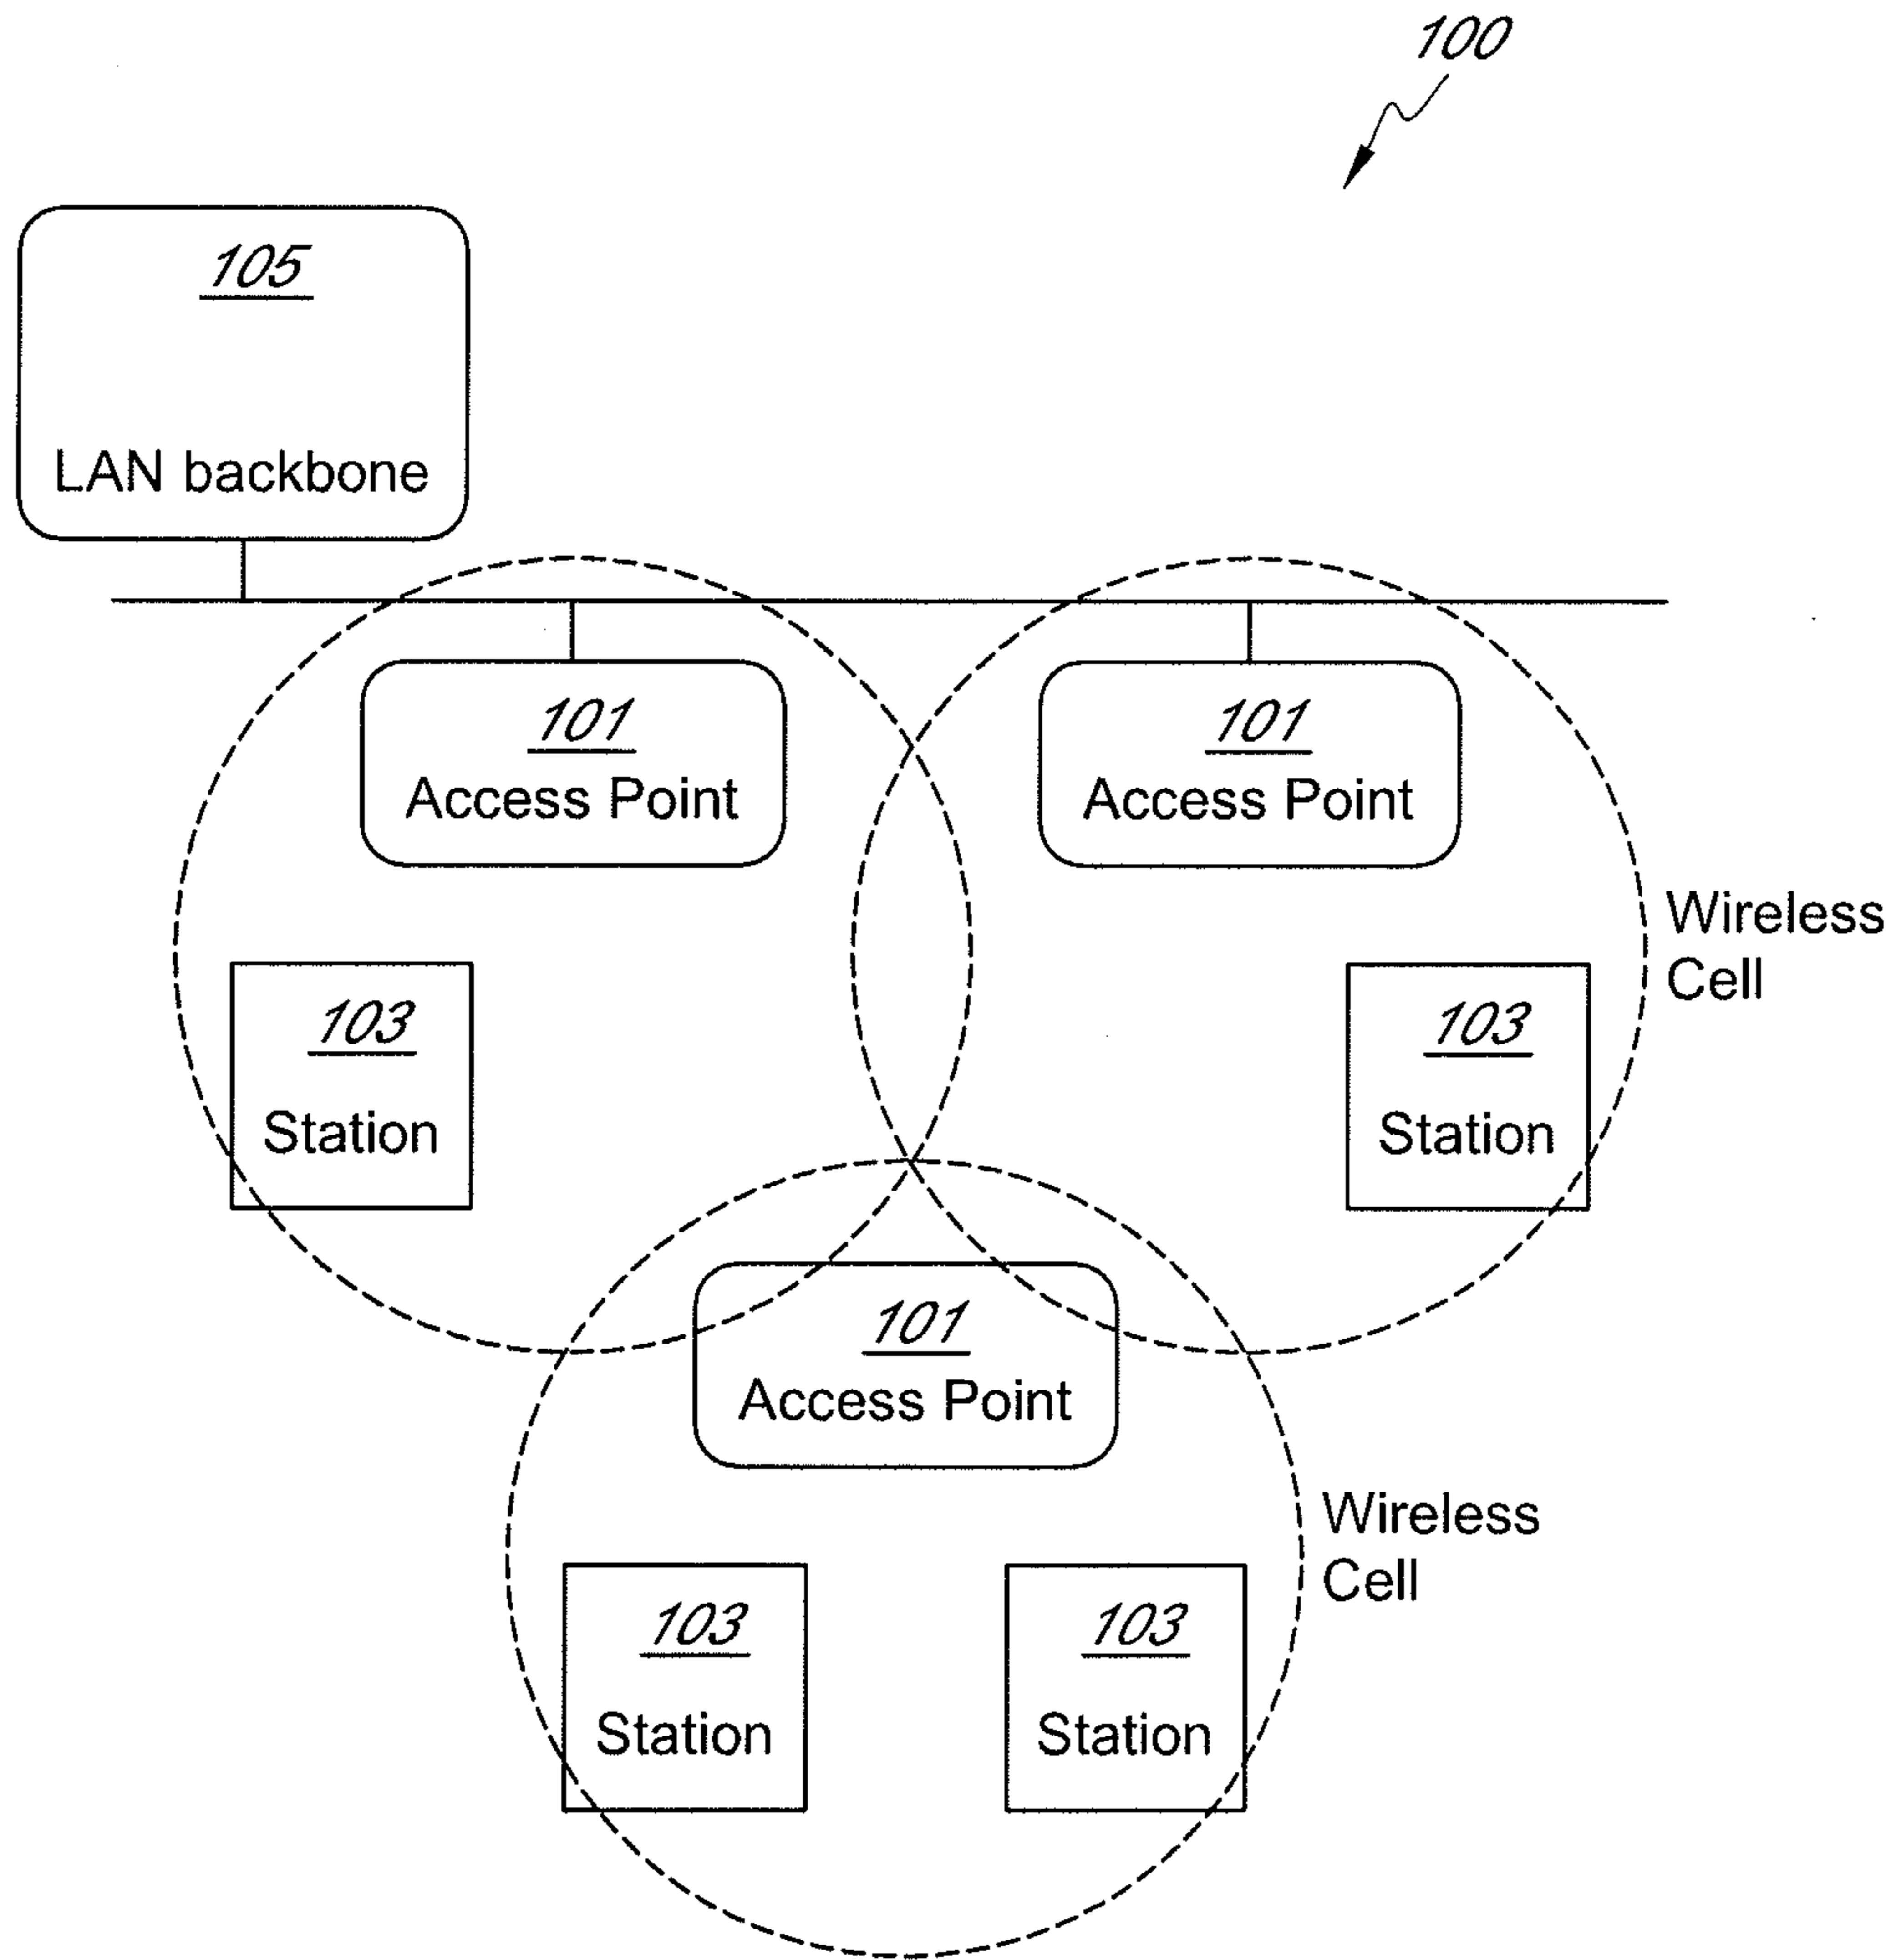 100
105
LAN backbone
101
Access Point
101
Access Point
Wireless
Cell
103
Station
103
Station
101
Access Point
Wireless
Cell
103
Station
103
Station